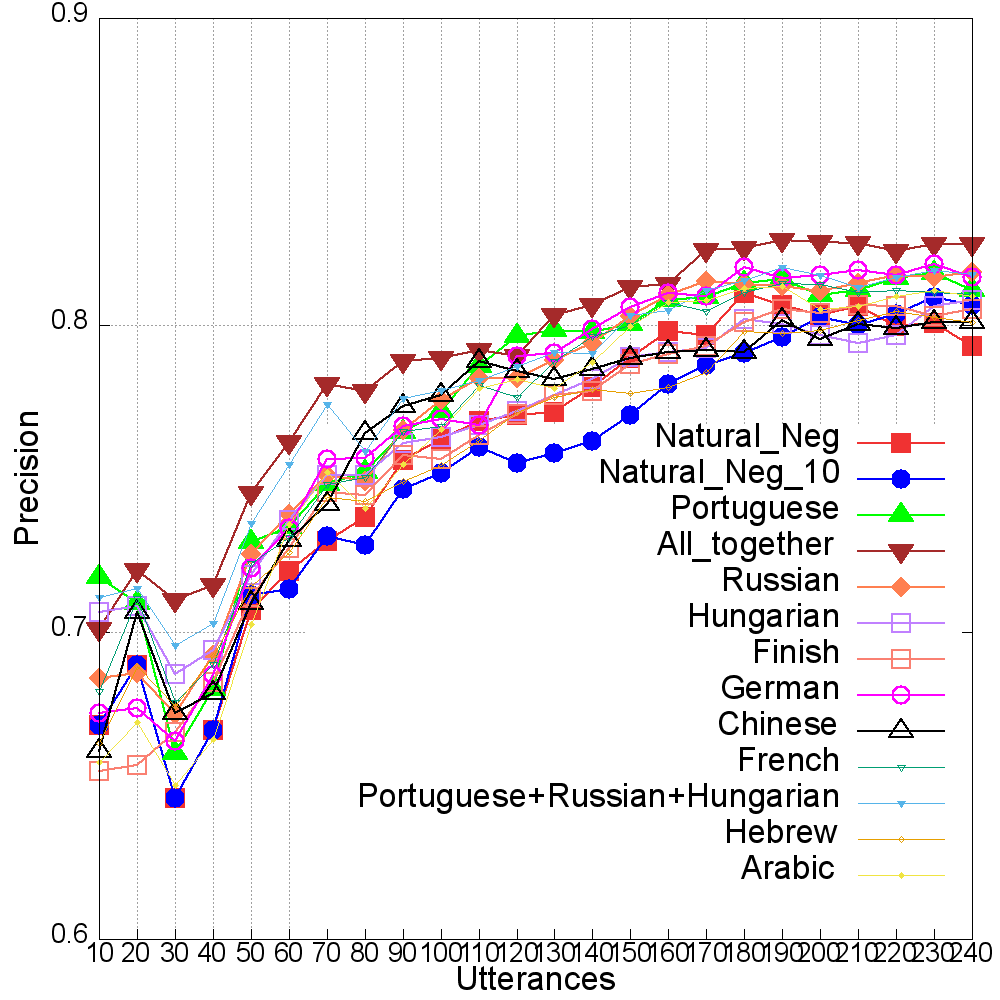 0.9
0.8
0.7
0.6
Precision
Natural_Neg
Natural_Neg_10
Portuguese
All_together
Russian
Hungarian
Finish
German
Chinese
French
Portuguese+Russian+Hungarian
Hebrew
Arabic
10 20 30 40 50 60 70 80 90 100 110 120 130 140 150 160 170 180 190 200 210 220 230 240
Utterances